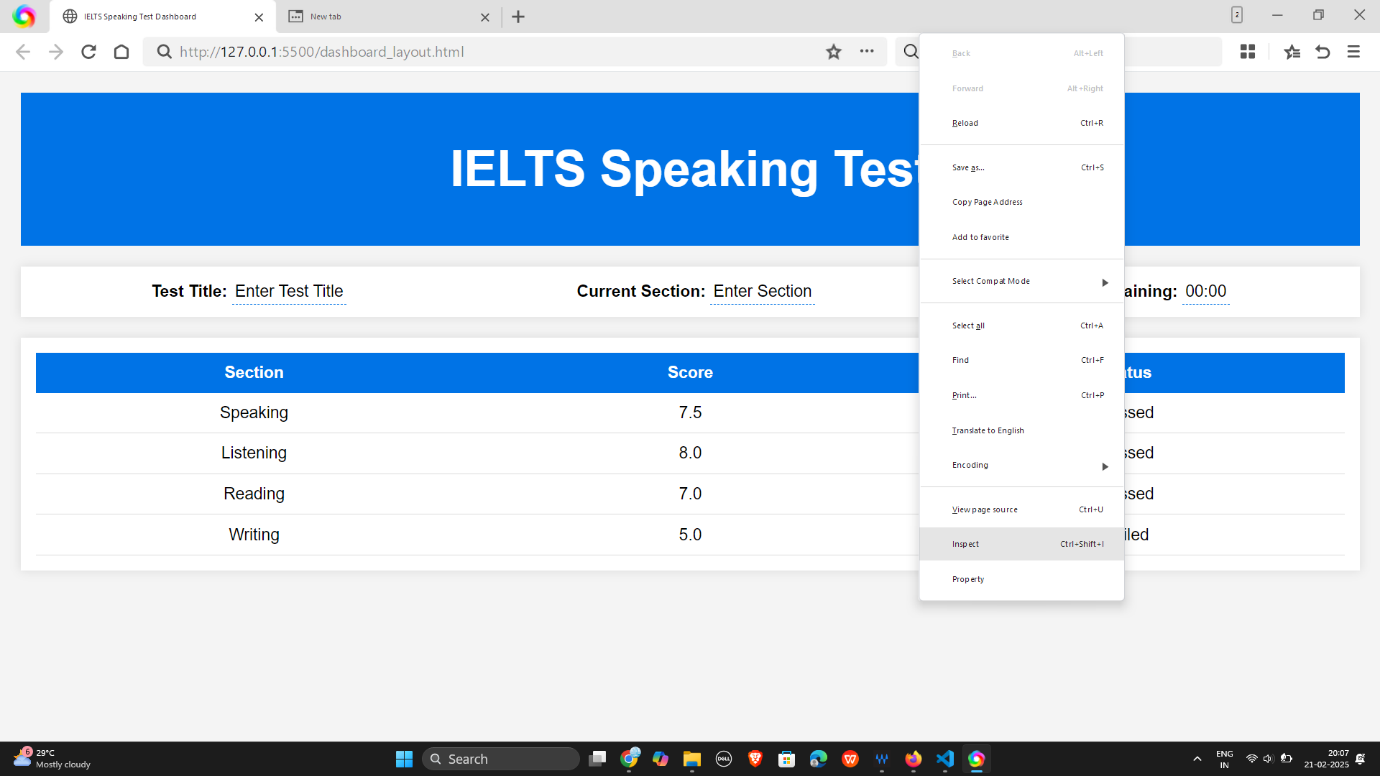 IELTS Speaking Test Dashboard
New tab
http://127.0.0.1:5500/dashboard_layout.html
Back Alt+Left
Forward Alt+Right
Reload Ctrl+R
Save as... Ctrl+S
Copy Page Address
Add to favorite
Select Compat Mode
Select all Ctrl+A
Find Ctrl+F
Print... Ctrl+P
Translate to English
Encoding
View page source Ctrl+U
Inspect Ctrl+Shift+I
Property
IELTS Speaking Test
Test Title: Enter Test Title Current Section: Enter Section aining: 00:00
Section Score tus
Speaking 7.5 ssed
Listening 8.0 ssed
Reading 7.0 ssed
Writing 5.0 iled
6 29°C
Mostly cloudy
Search
DELL
W
ENG
IN
20:07
21-02-2025